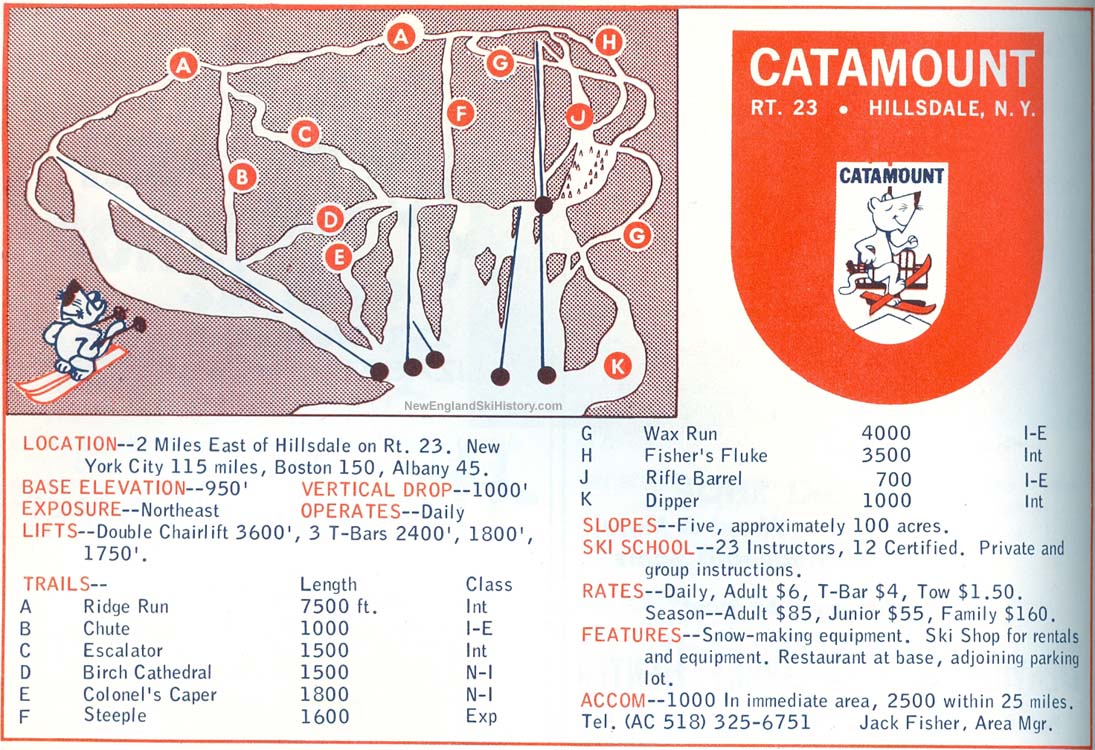 A
A
H
G
F
J
C
B
D
E
G
K
NewEnglandSkiHistory.com
CATAMOUNT
RT. 23 • HILLSDALE, N. Y.
CATAMOUNT
LOCATION--2 Miles East of Hillsdale on Rt. 23. New
York City 115 miles, Boston 150, Albany 45.
BASE ELEVATION--950' VERTICAL DROP--1000'
EXPOSURE--Northeast OPERATES--Daily
LIFTS--Double Chairlift 3600', 3 T-Bars 2400', 1800',
1750'.
TRAILS-- Length Class
A Ridge Run 7500 ft. Int
B Chute 1000 I-E
C Escalator 1500 Int
D Birch Cathedral 1500 N-I
E Colonel's Caper 1800 N-I
F Steeple 1600 Exp
G Wax Run 4000 I-E
H Fisher's Fluke 3500 Int
J Rifle Barrel 700 I-E
K Dipper 1000 Int
SLOPES--Five, approximately 100 acres.
SKI SCHOOL--23 Instructors, 12 Certified. Private and
group instructions.
RATES--Daily, Adult $6, T-Bar $4, Tow $1.50.
Season--Adult $85, Junior $55, Family $160.
FEATURES--Snow-making equipment. Ski Shop for rentals
and equipment. Restaurant at base, adjoining parking
lot.
ACCOM--1000 In immediate area, 2500 within 25 miles.
Tel. (AC 518) 325-6751 Jack Fisher, Area Mgr.